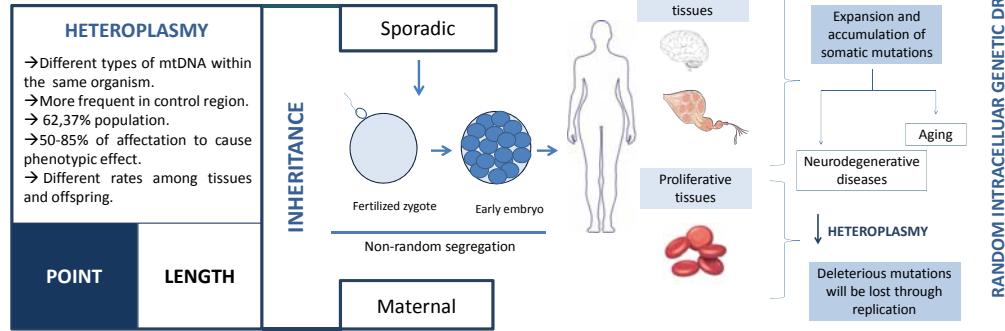 HETEROPLASMY
→Different types of mtDNA within
the same organism.
→More frequent in control region.
→ 62,37% population.
→50-85% of affectation to cause
phenotypic effect.
→ Different rates among tissues
and offspring.
POINT
LENGTH
INHERITANCE
Sporadic
Fertilized zygote
Early embryo
Non-random segregation
Maternal
tissues
Proliferative
tissues
Expansion and
accumulation of
somatic mutations
Aging
Neurodegenerative
diseases
HETEROPLASMY
Deleterious mutations
will be lost through
replication
RANDOM INTRACELLULAR GENETIC